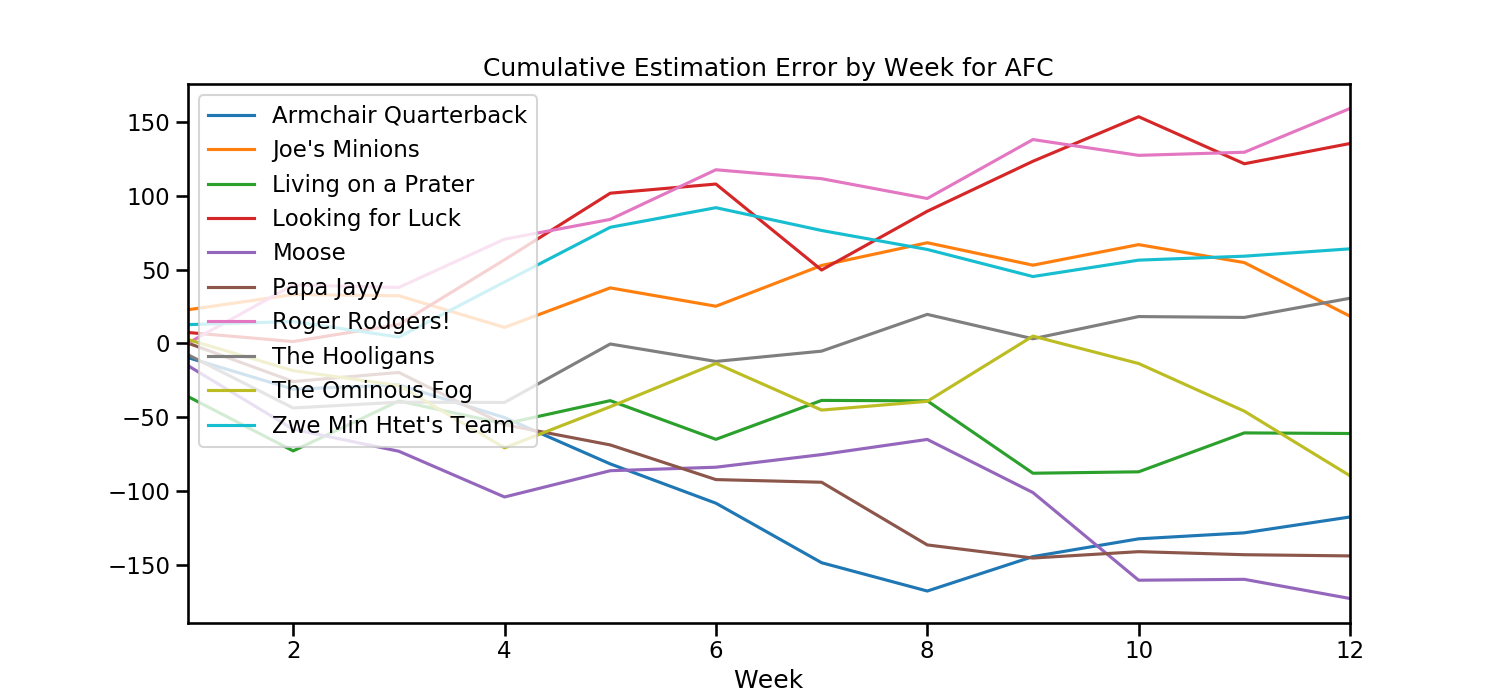 Cumulative Estimation Error by Week for AFC
150
100
50
0
−50
−100
−150
Armchair Quarterback
Joe's Minions
Living on a Prater
Looking for Luck
Moose
Papa Jayy
Roger Rodgers!
The Hooligans
The Ominous Fog
Zwe Min Htet's Team
2 4 6 8 10 12
Week